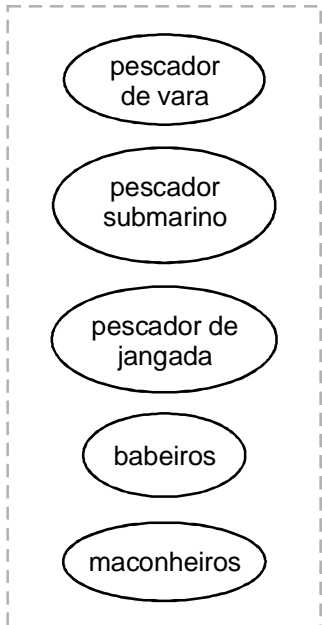 pescador
de vara
pescador
submarino
pescador de
jangada
babeiros
maconheiros